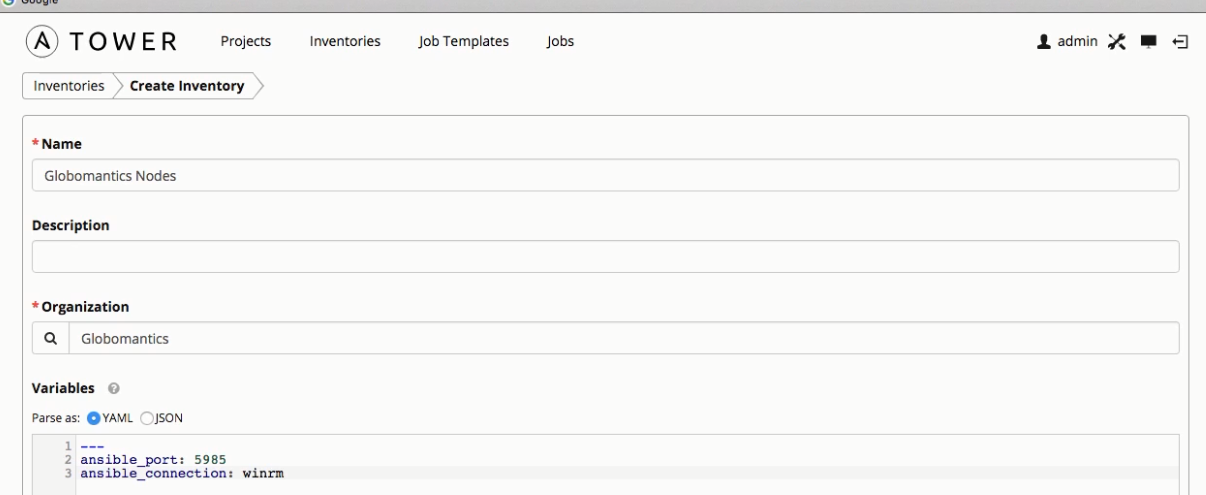 Google
A TOWER Projects Inventories Job Templates Jobs admin
Inventories Create Inventory
* Name
Globomantics Nodes
Description
* Organization
Globomantics
Variables ?
Parse as: YAML JSON
1 ---
2 ansible_port: 5985
3 ansible_connection: winrm